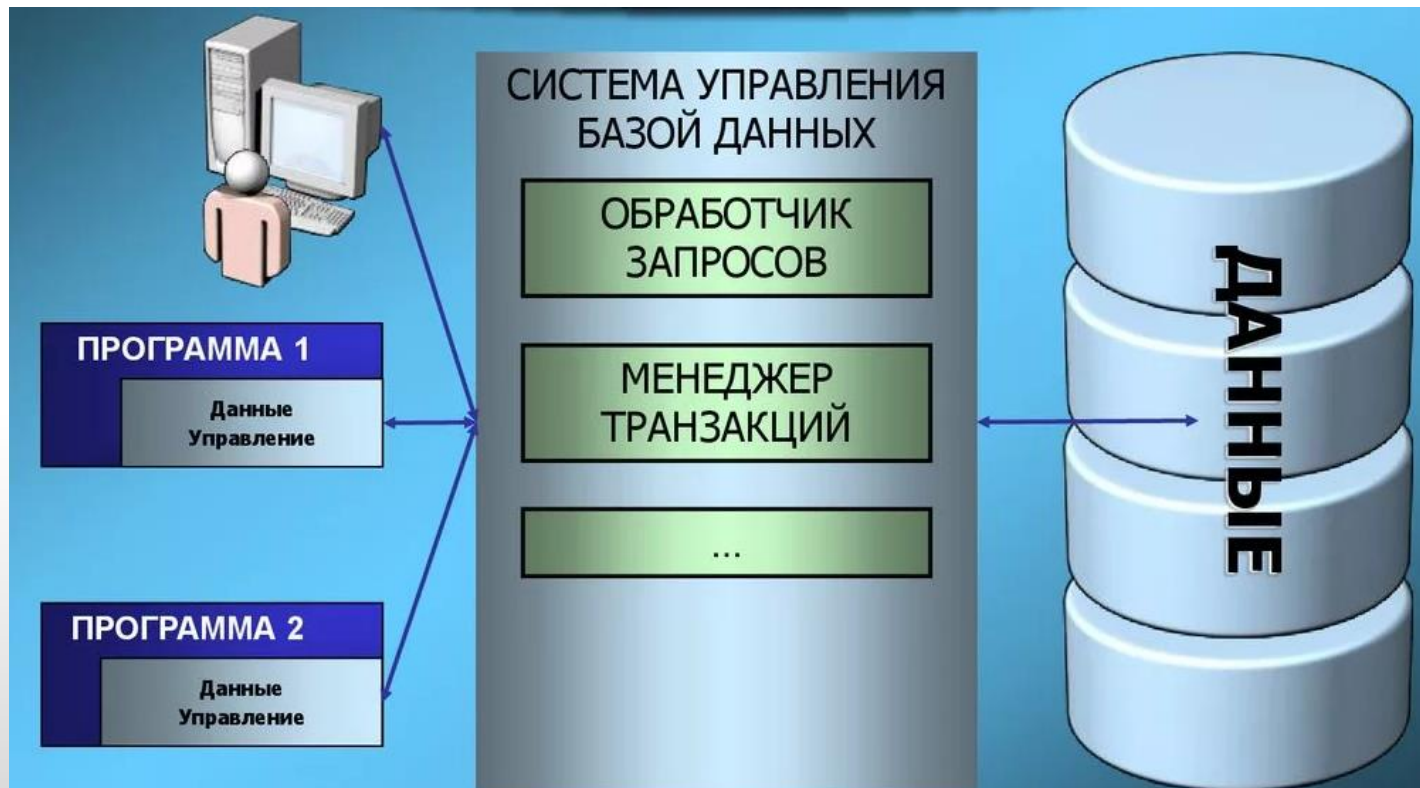 СИСТЕМА УПРАВЛЕНИЯ
БАЗОЙ ДАННЫХ
ОБРАБОТЧИК
ЗАПРОСОВ
МЕНЕДЖЕР
ТРАНЗАКЦИЙ
...
ПРОГРАММА 1
Данные
Управление
ПРОГРАММА 2
Данные
Управление
ДАННЫЕ